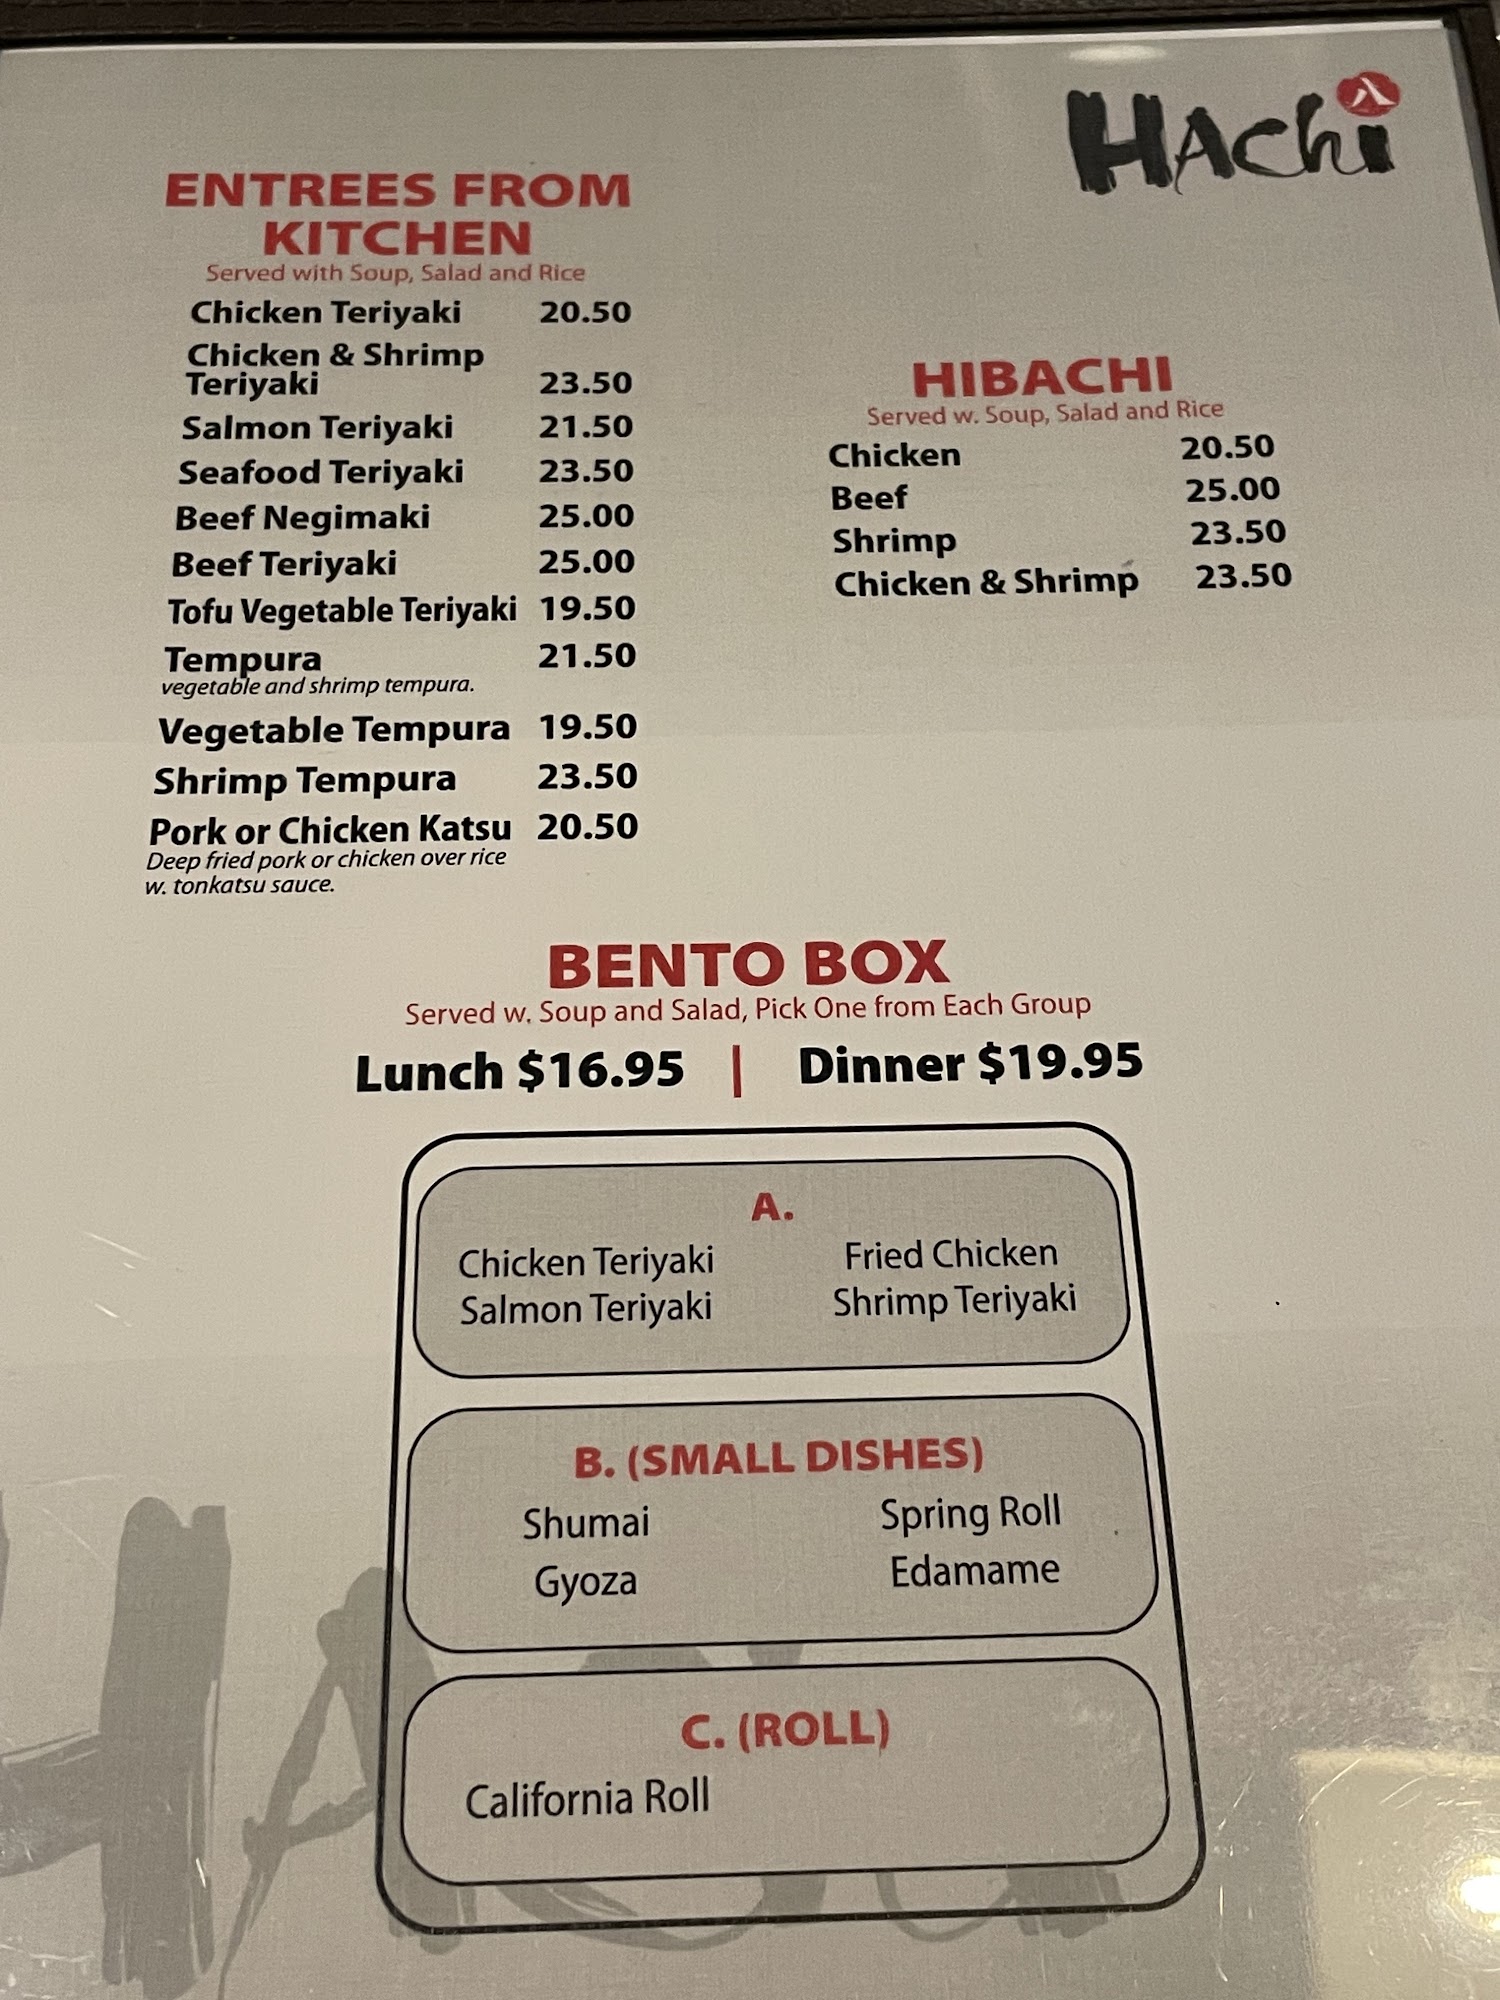 HAchi
八
ENTREES FROM
KITCHEN
Served with Soup, Salad and Rice
Chicken Teriyaki 20.50
Chicken & Shrimp
Teriyaki 23.50
Salmon Teriyaki 21.50
Seafood Teriyaki 23.50
Beef Negimaki 25.00
Beef Teriyaki 25.00
Tofu Vegetable Teriyaki 19.50
Tempura 21.50
vegetable and shrimp tempura.
Vegetable Tempura 19.50
Shrimp Tempura 23.50
Pork or Chicken Katsu 20.50
Deep fried pork or chicken over rice
w. tonkatsu sauce.
HIBACHI
Served w. Soup, Salad and Rice
Chicken 20.50
Beef 25.00
Shrimp 23.50
Chicken & Shrimp 23.50
BENTO BOX
Served w. Soup and Salad, Pick One from Each Group
Lunch $16.95 | Dinner $19.95
A.
Chicken Teriyaki Fried Chicken
Salmon Teriyaki Shrimp Teriyaki
B. (SMALL DISHES)
Shumai Spring Roll
Gyoza Edamame
C. (ROLL)
California Roll